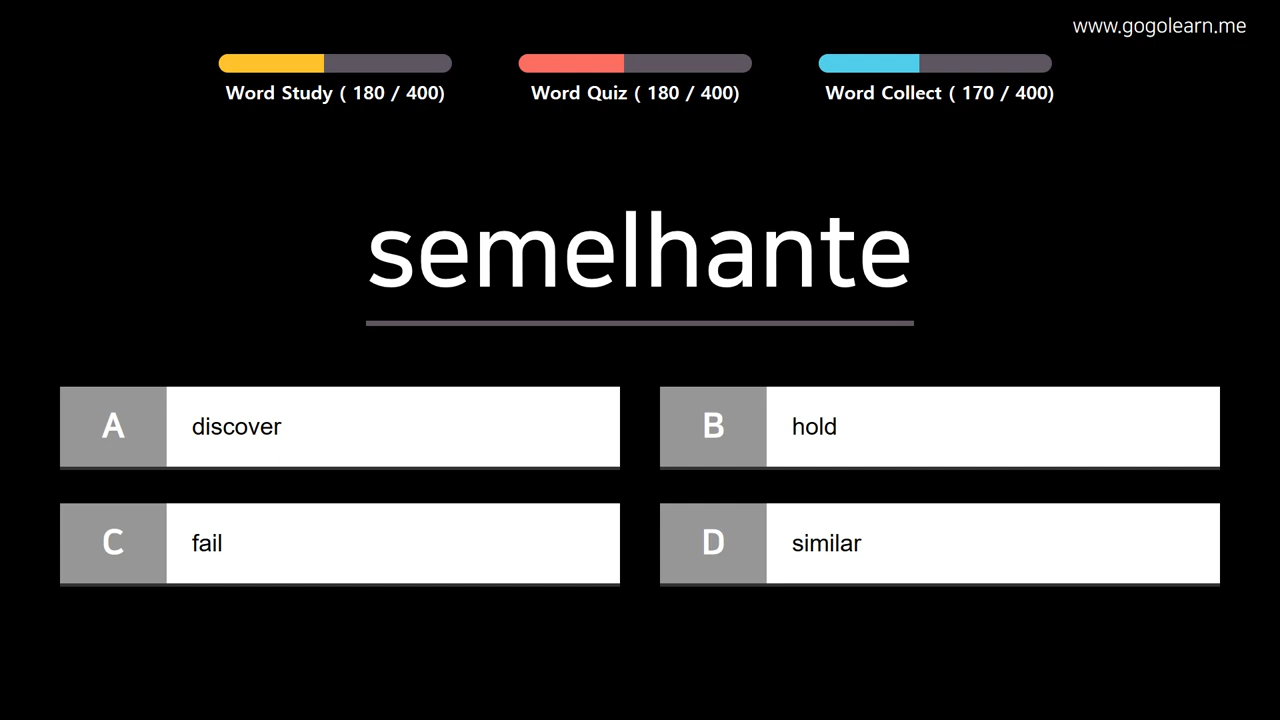 www.gogolearn.me
Word Study ( 180 / 400)
Word Quiz ( 180 / 400)
Word Collect ( 170 / 400)
semelhante
A discover
B hold
C fail
D similar